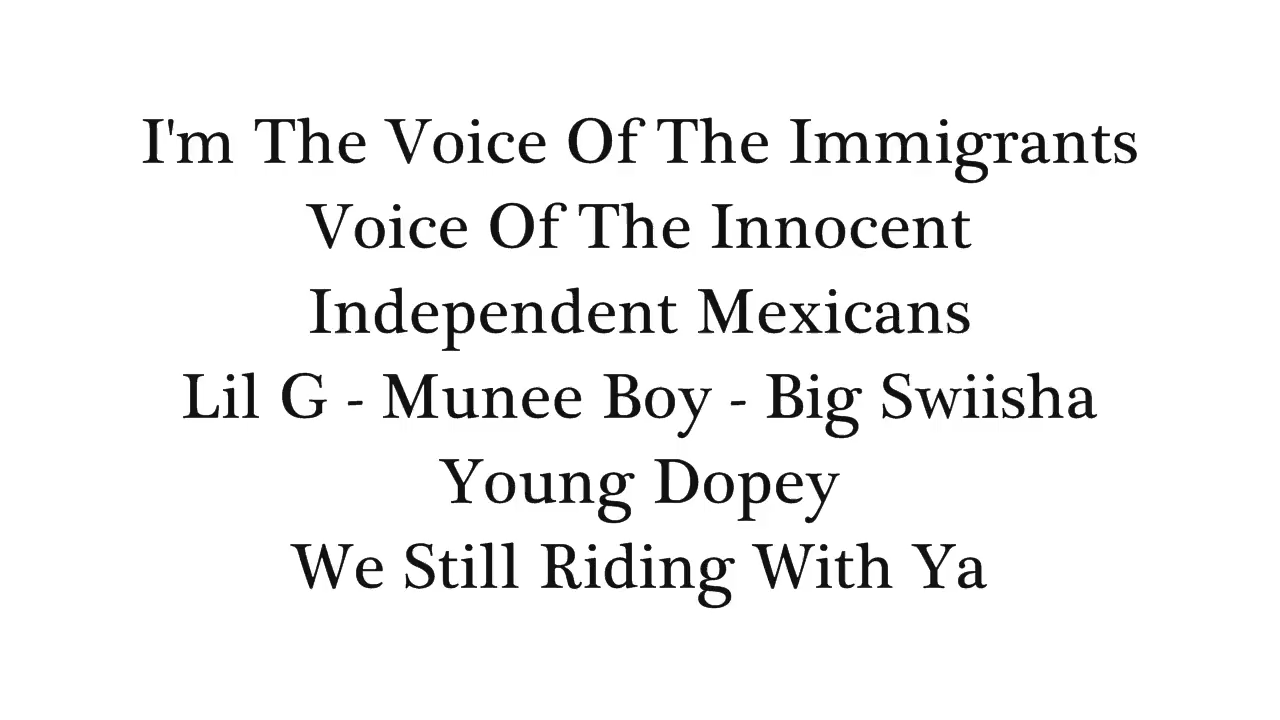 I'm The Voice Of The Immigrants
Voice Of The Innocent
Independent Mexicans
Lil G - Munee Boy - Big Swiisha
Young Dopey
We Still Riding With Ya